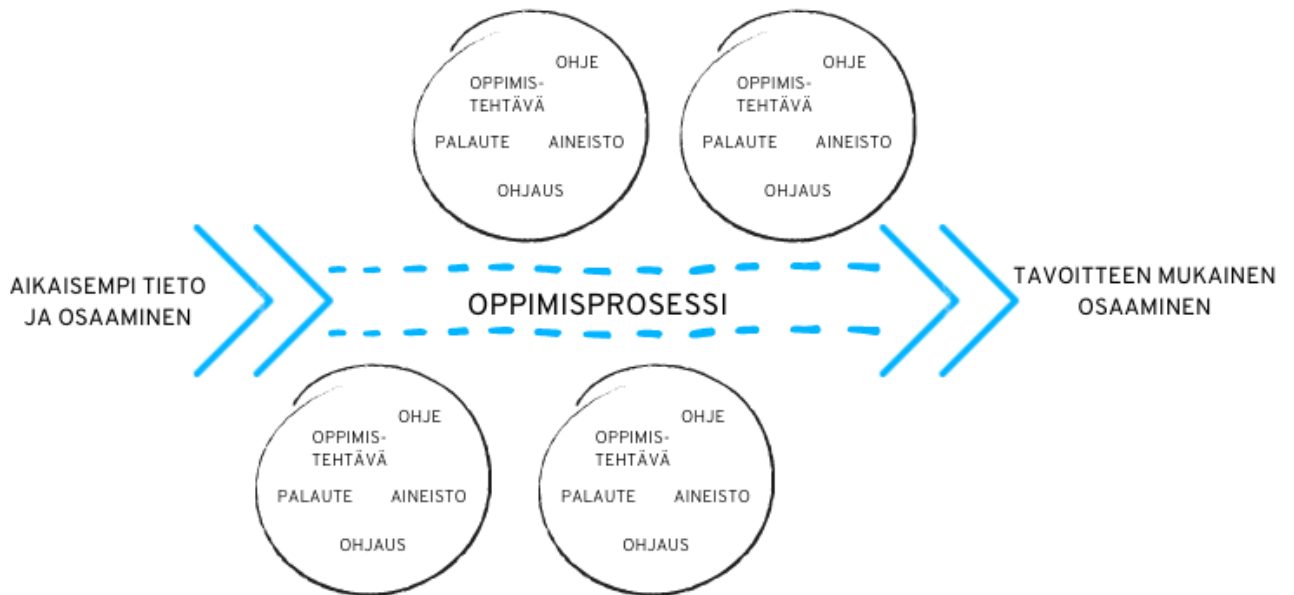 OHJE
OPPIMIS-
TEHTÄVÄ
PALAUTE AINEISTO
OHJAUS
OHJE
OPPIMIS-
TEHTÄVÄ
PALAUTE AINEISTO
OHJAUS
AIKAISEMPI TIETO
JA OSAAMINEN
OPPIMISPROSESSI
TAVOITTEEN MUKAINEN
OSAAMINEN
OHJE
OPPIMIS-
TEHTÄVÄ
PALAUTE AINEISTO
OHJAUS
OHJE
OPPIMIS-
TEHTÄVÄ
PALAUTE AINEISTO
OHJAUS